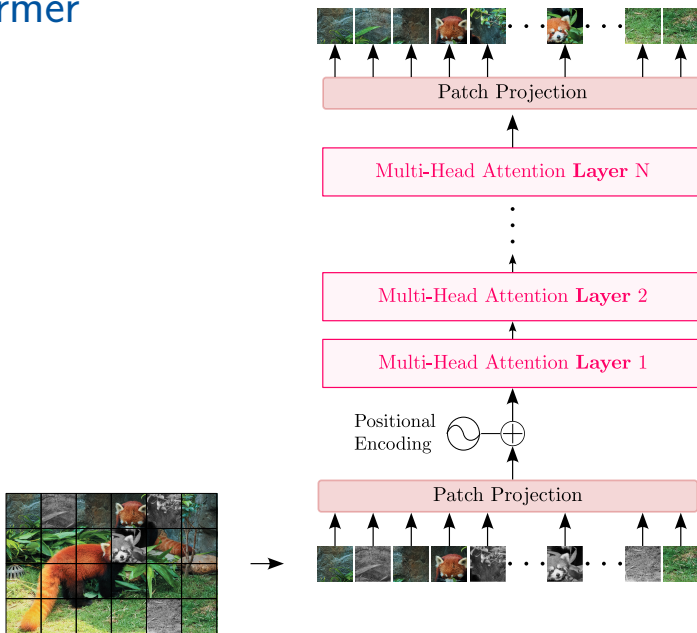 rmer
Patch Projection
Multi-Head Attention Layer N
Multi-Head Attention Layer 2
Multi-Head Attention Layer 1
Positional
Encoding
Patch Projection